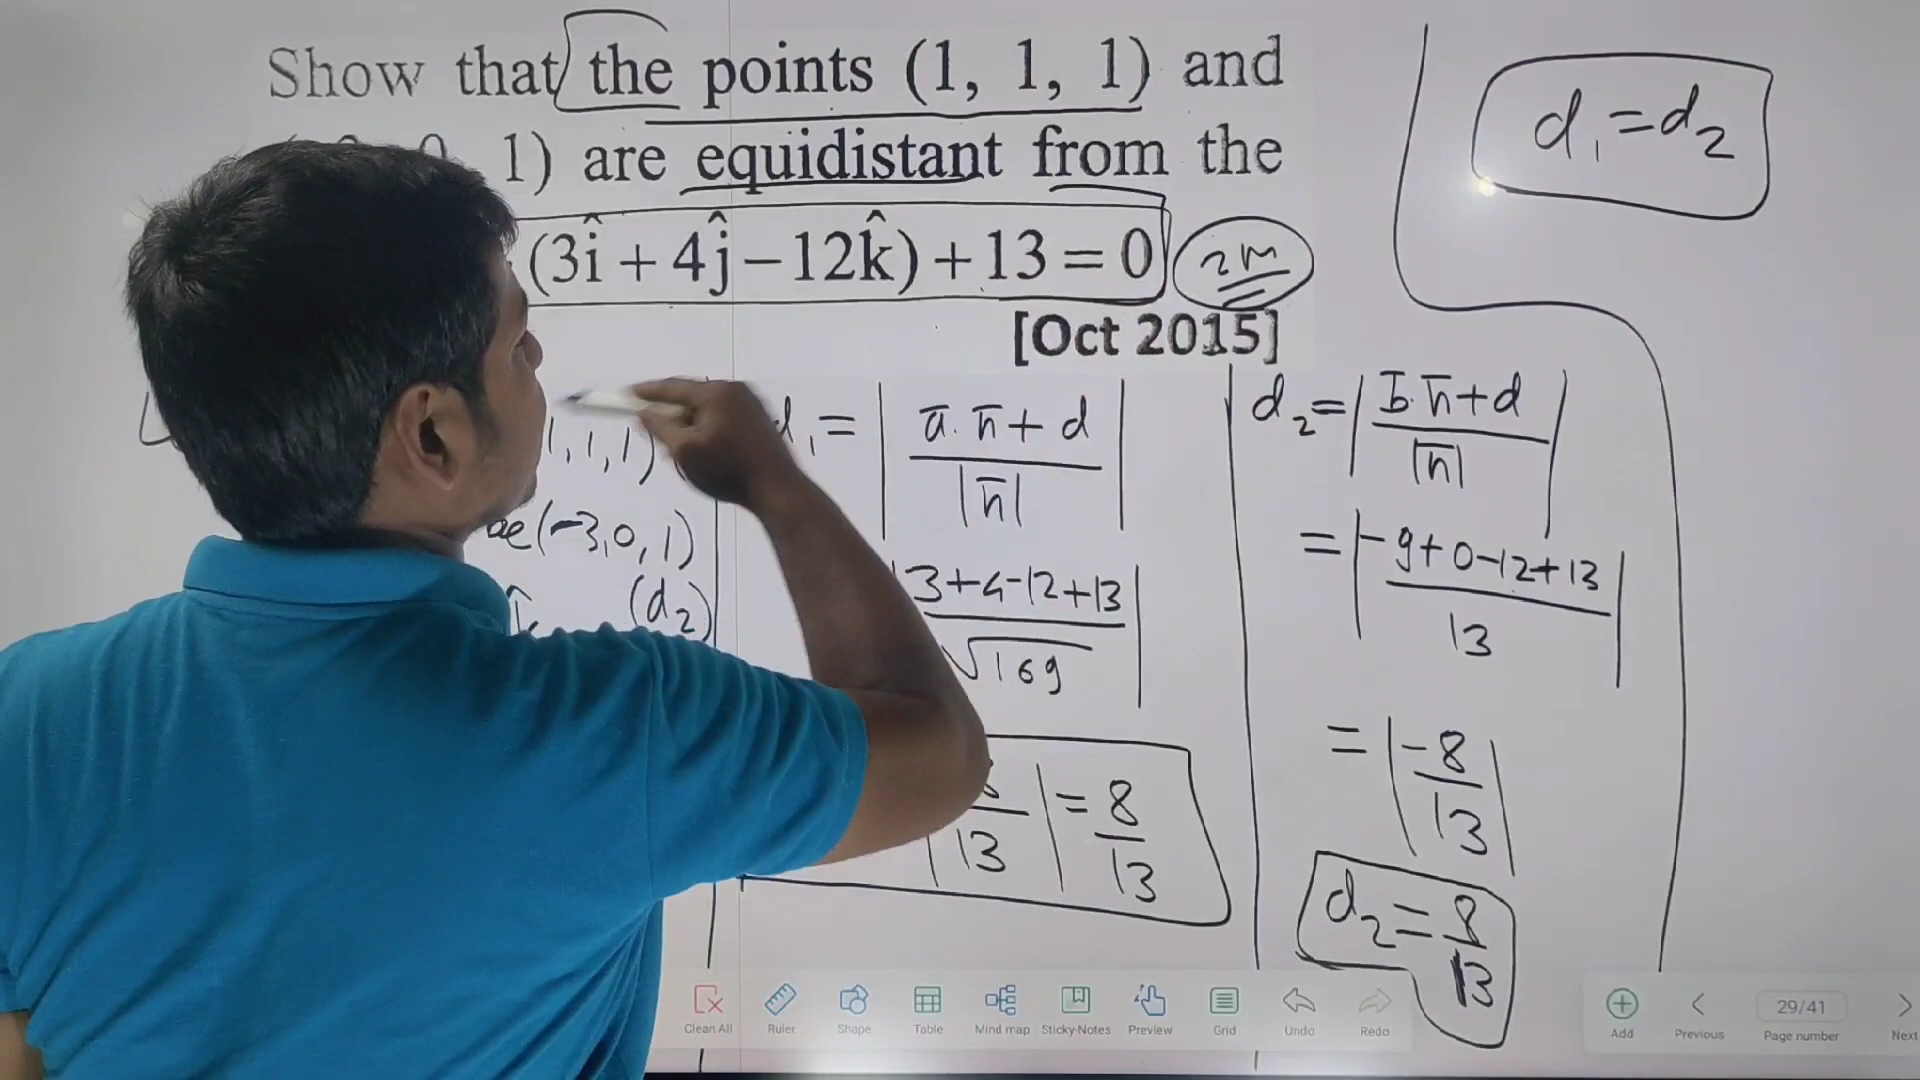 Show that the points (1, 1, 1) and
1) are equidistant from the
(3î + 4ĵ − 12k̂) + 13 = 0
2m
[Oct 2015]
d₁ = d₂
1, 1, 1)
(-3, 0, 1)
(d₂)
d₁ = | a̅ . n̅ + d / |n̅| |
3 + 4 - 12 + 13 | / √169
13 | = 8/13
d₂ = | b̅ . n̅ + d / |n̅| |
= | -9 + 0 - 12 + 13 / 13 |
= | -8/13 |
d₂ = 8/13
Clean All Ruler Shape Table Mind map Sticky-Notes Preview Grid Undo Redo
Add Previous 29/41 Page number Next